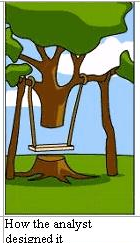 How the analyst
designed it